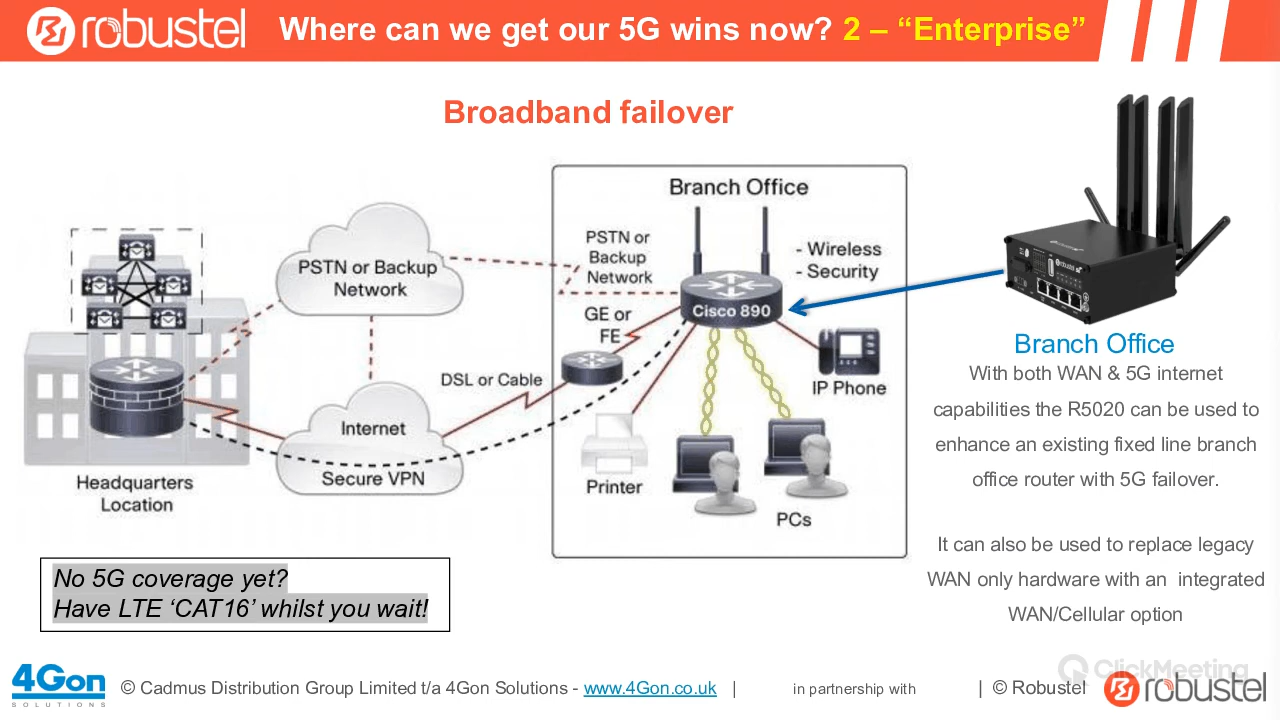 robustel
Where can we get our 5G wins now? 2 – “Enterprise”
Broadband failover
Branch Office
PSTN or
Backup
Network
- Wireless
- Security
PSTN or Backup
Network
Cisco 890
GE or
FE
IP Phone
DSL or Cable
Internet
Secure VPN
Printer
PCs
Headquarters
Location
Branch Office
With both WAN & 5G internet
capabilities the R5020 can be used to
enhance an existing fixed line branch
office router with 5G failover.
It can also be used to replace legacy
WAN only hardware with an integrated
WAN/Cellular option
No 5G coverage yet?
Have LTE ‘CAT16’ whilst you wait!
ClickMeeting
4Gon
SOLUTIONS
© Cadmus Distribution Group Limited t/a 4Gon Solutions - www.4Gon.co.uk |
in partnership with
| © Robustel
robustel